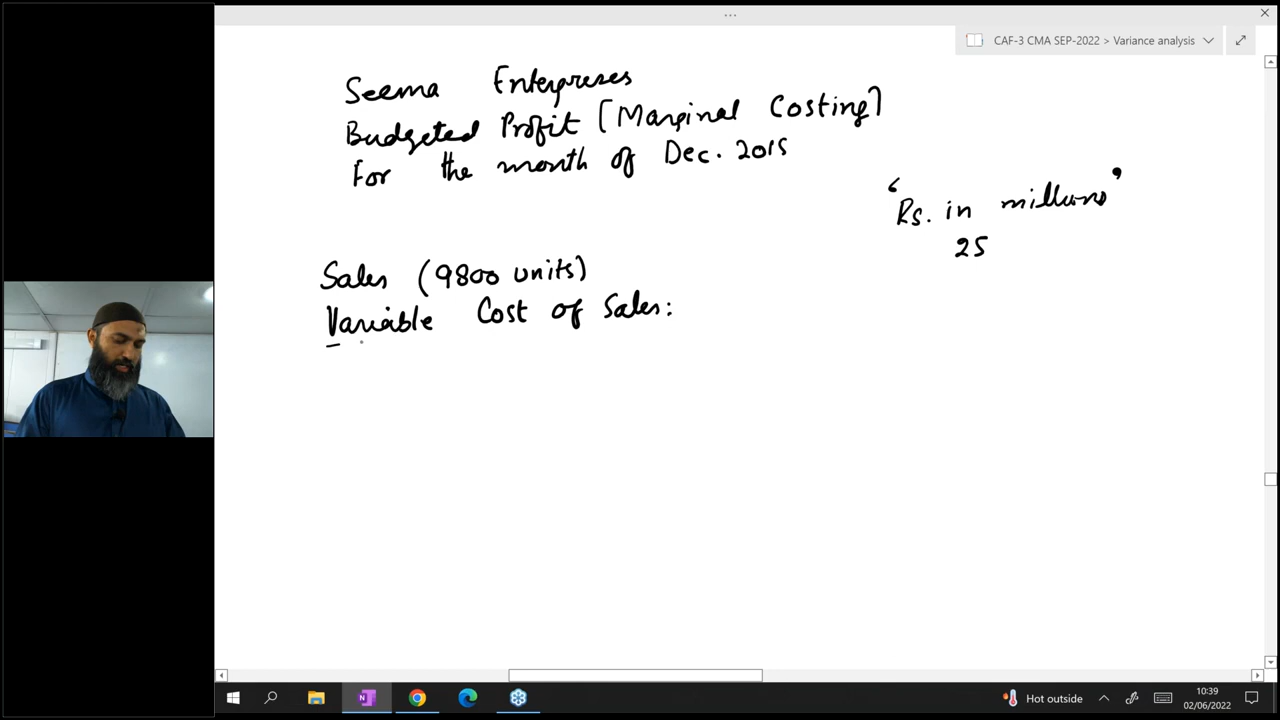 CAF-3 CMA SEP-2022 > Variance analysis
Seema Enterpreses
Budgeted Profit [Marginal Costing]
For the month of Dec. 2015
"Rs. in millions"
25
Sales (9800 units)
Variable Cost of Sales:
Hot outside
10:39
02/06/2022